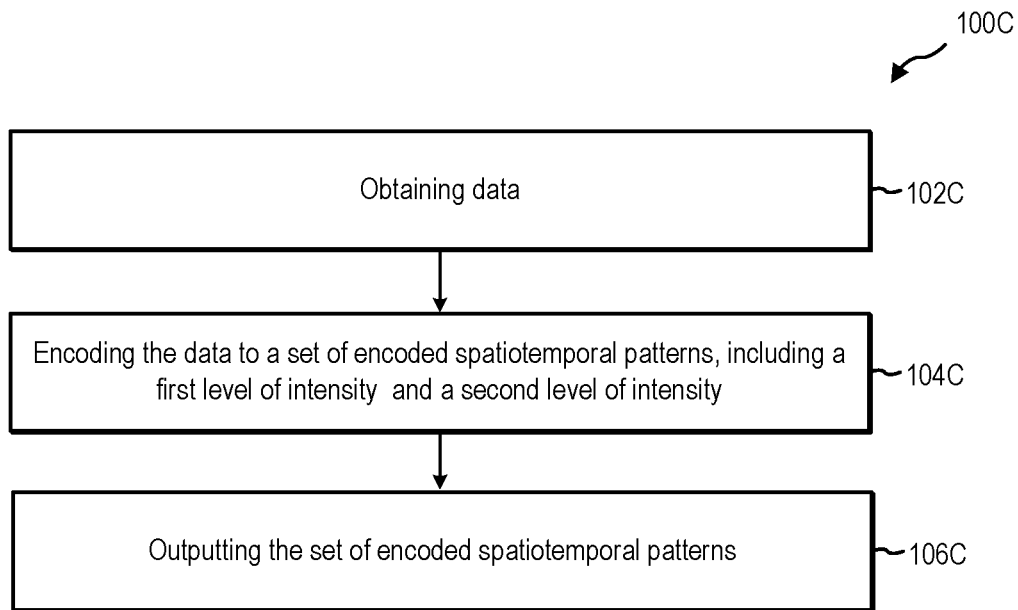 100C
Obtaining data
102C
Encoding the data to a set of encoded spatiotemporal patterns, including a
first level of intensity and a second level of intensity
104C
Outputting the set of encoded spatiotemporal patterns
106C